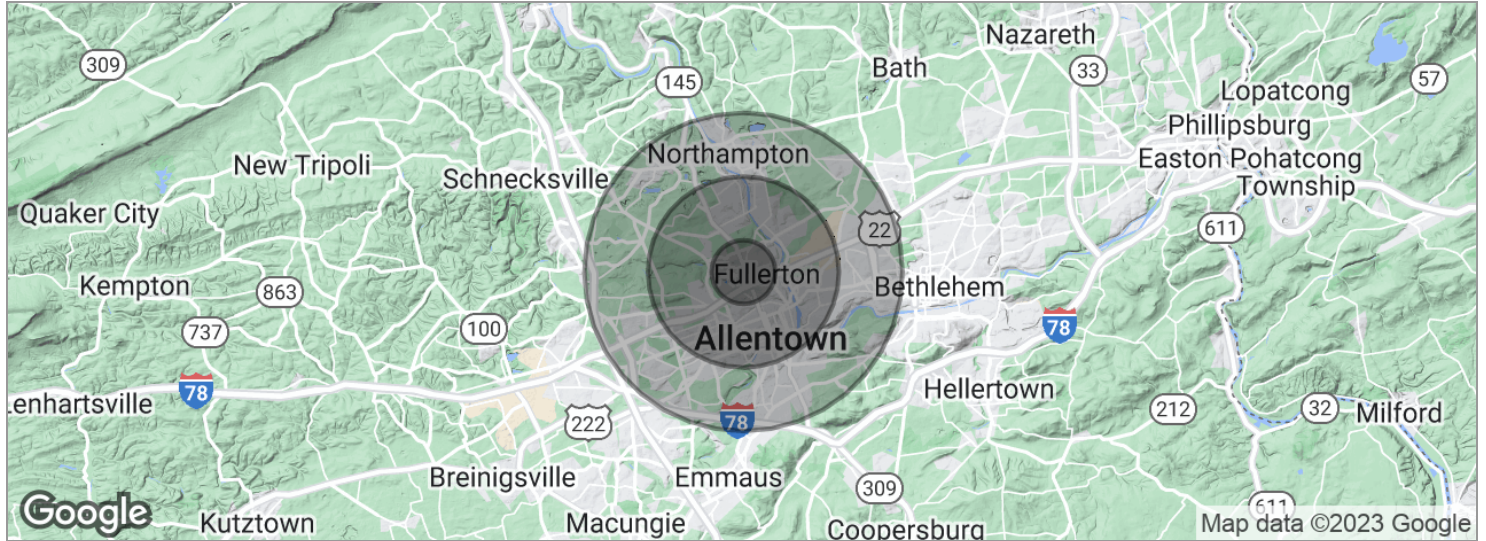 Nazareth
309
Bath
33
145
57
Lopatcong
Phillipsburg
Northampton
Easton Pohatcong
Township
New Tripoli
Schnecksville
Quaker City
22
611
Fullerton
Kempton
863
Bethlehem
737
100
78
Allentown
78
Hellertown
Lenhartsville
212
32
Milford
222
78
Breinigsville
Emmaus
309
611
Google
Kutztown
Macungie
Coopersburg
Map data ©2023 Google